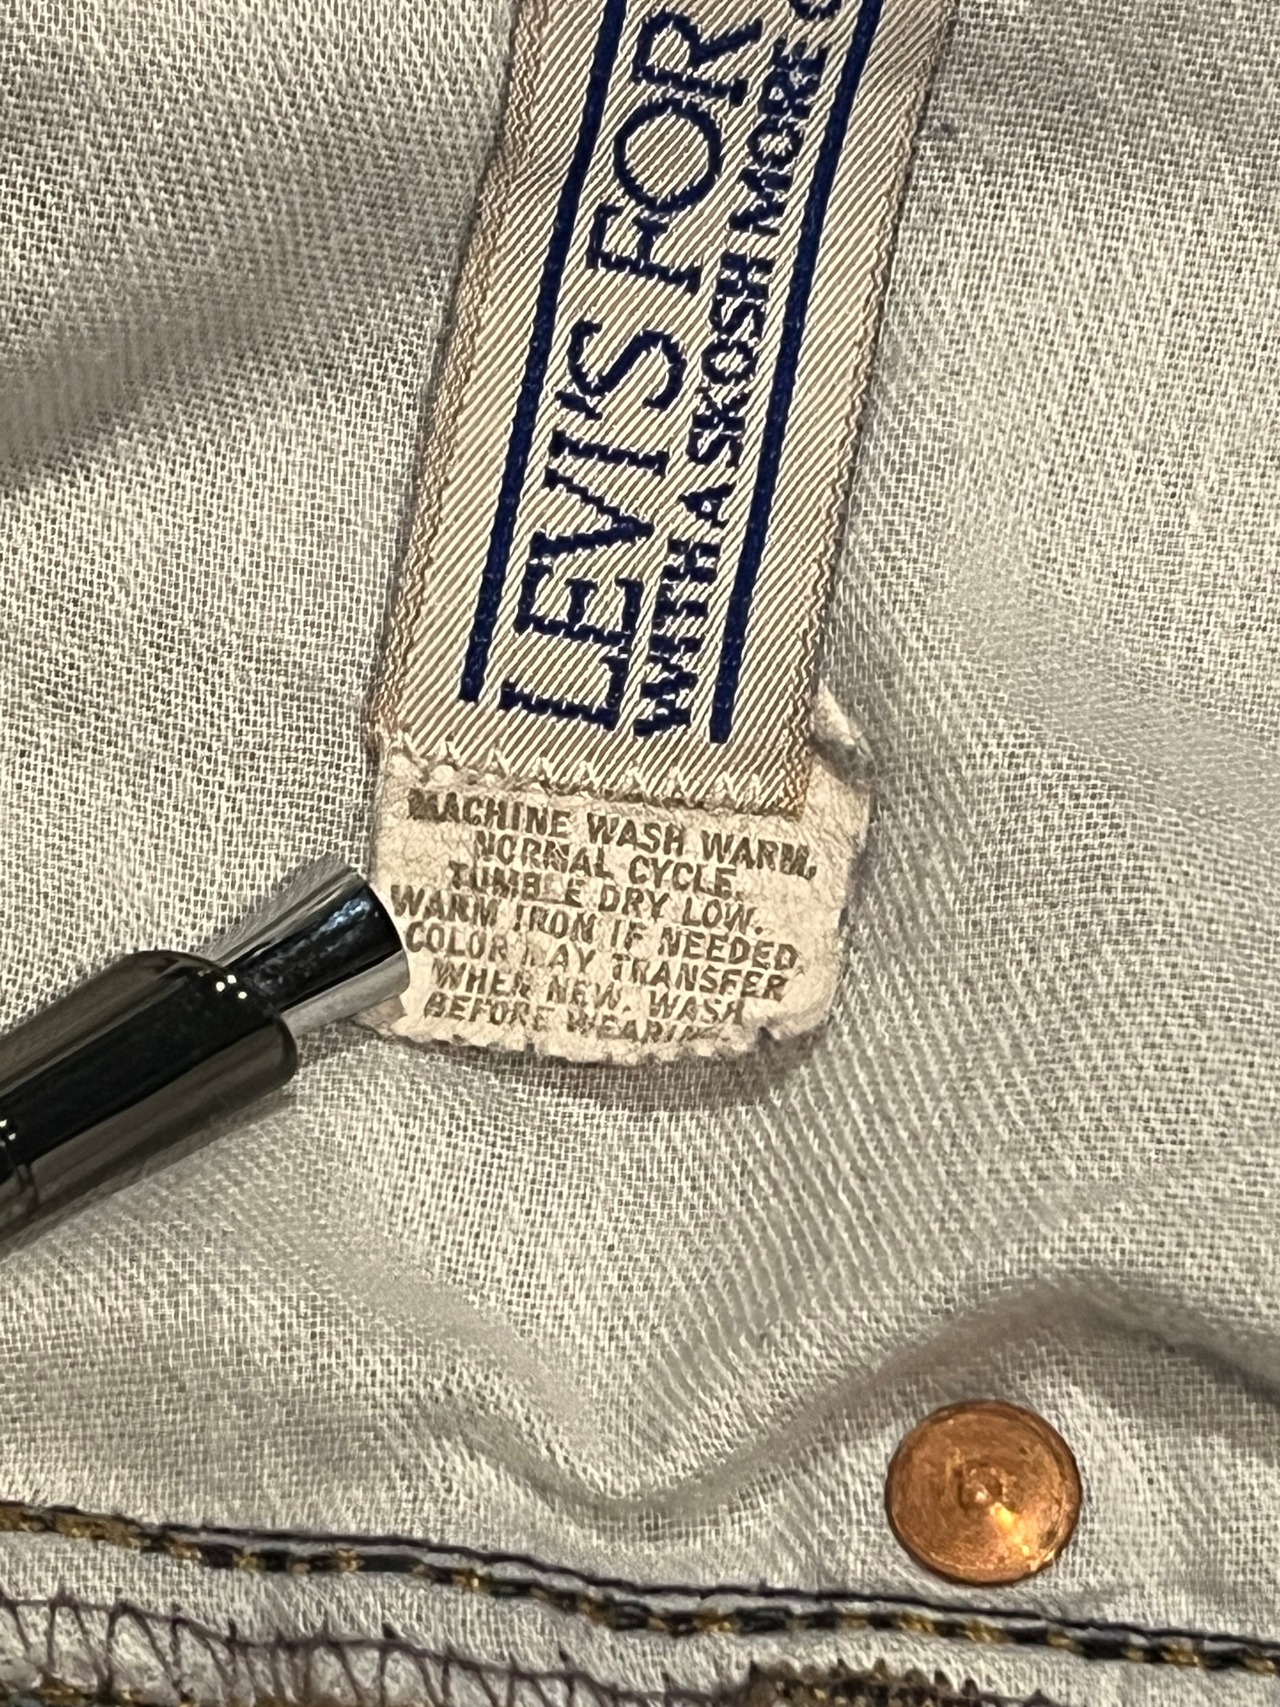 LEVI'S FOR
WITH A SKOSH MORE
MACHINE WASH WARM,
NORMAL CYCLE.
TUMBLE DRY LOW.
WARM IRON IF NEEDED.
COLOR MAY TRANSFER
WHEN NEW. WASH
BEFORE WEARING